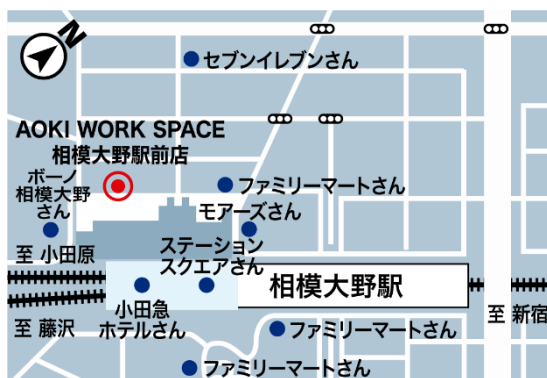 N
セブンイレブンさん
AOKI WORK SPACE
相模大野駅前店
ボーノ
相模大野
さん
ファミリーマートさん
モアーズさん
至 小田原
ステーション
スクエアさん
相模大野駅
小田急
ホテルさん
至 藤沢
至 新宿
ファミリーマートさん
ファミリーマートさん